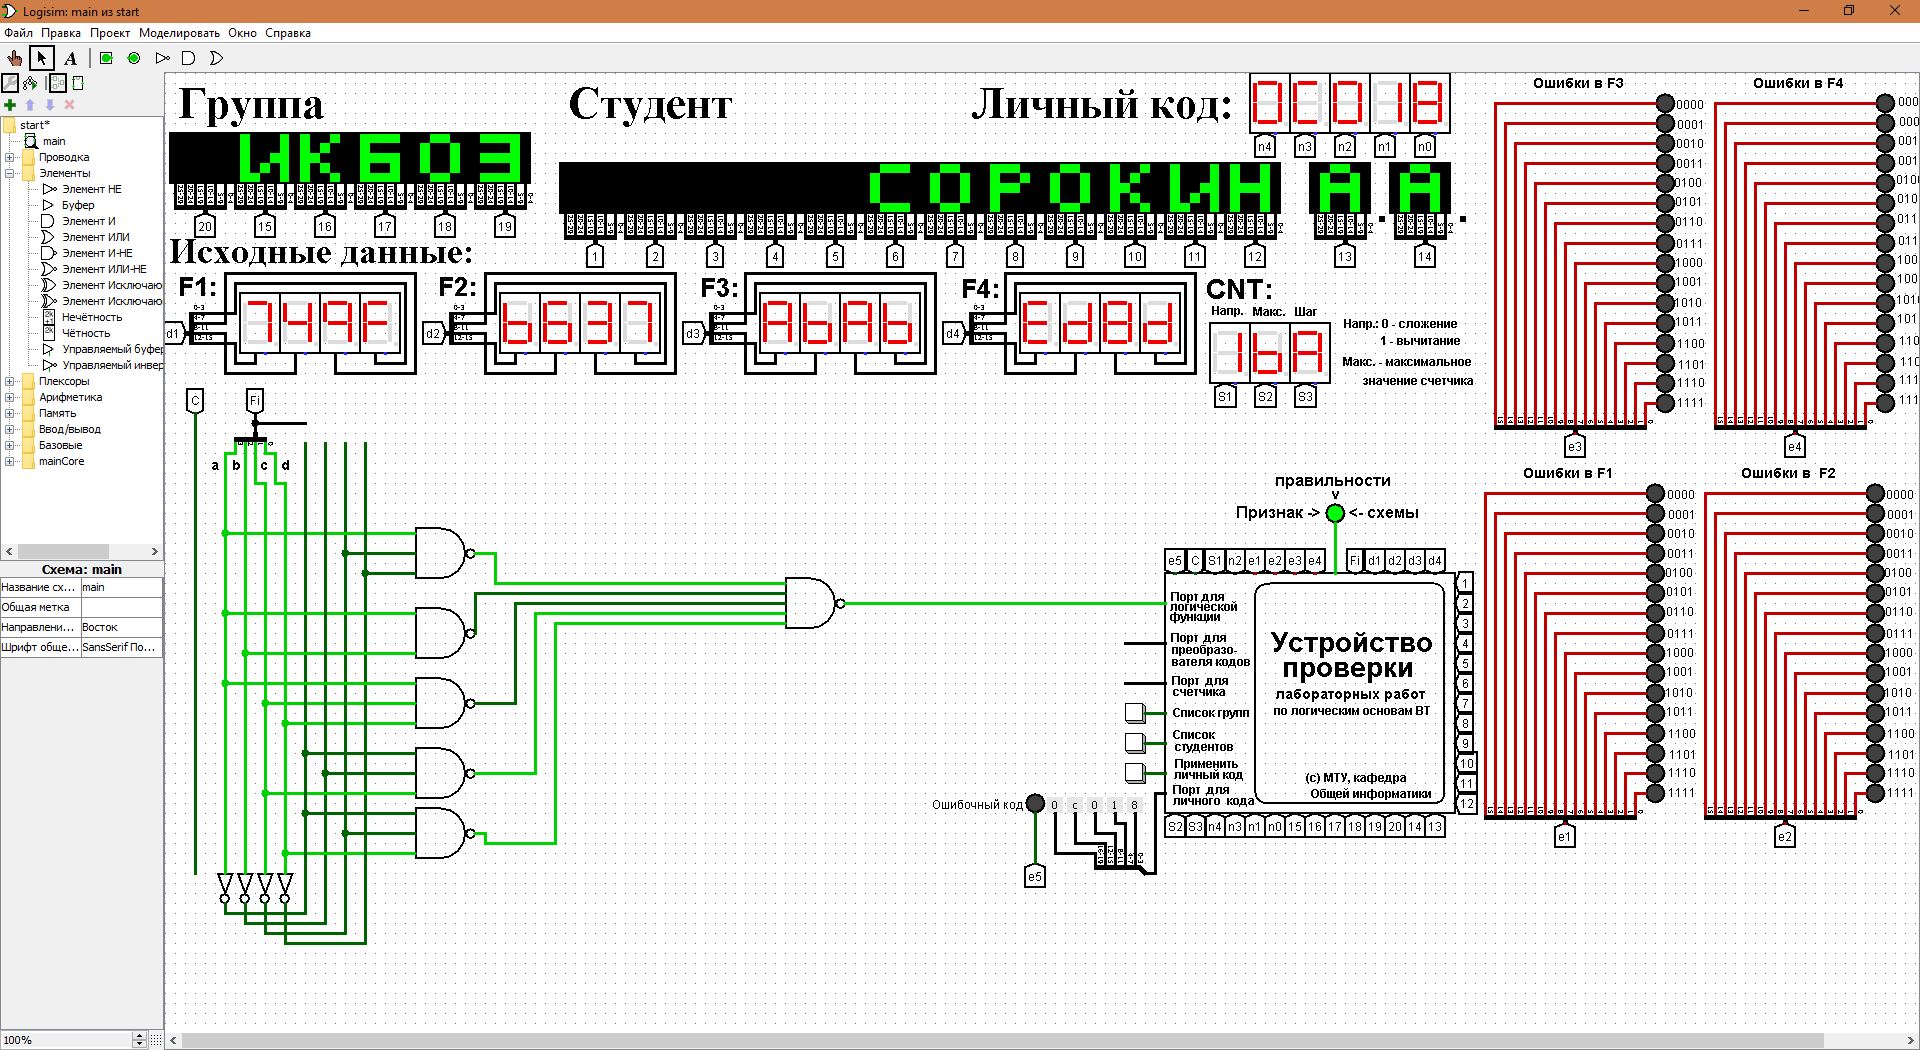 Logisim: main из start
Файл Правка Проект Моделировать Окно Справка
A
start*
main
Проводка
Элементы
Элемент НЕ
Буфер
Элемент И
Элемент ИЛИ
Элемент И-НЕ
Элемент ИЛИ-НЕ
Элемент Исключаю
Элемент Исключаю
Нечётность
Чётность
Управляемый буфер
Управляемый инвер
Плексоры
Арифметика
Память
Ввод/вывод
Базовые
mainCore
Схема: main
Название сх... main
Общая метка
Направлени... Восток
Шрифт обще... SansSerif По...
100%
Группа Студент Личный код: 0C018
n4 n3 n2 n1 n0
ИКБОЗ СОРОКИН А.А.
20 15 16 17 18 19
1 2 3 4 5 6 7 8 9 10 11 12 13 14
Исходные данные:
F1: 749F F2: 6637 F3: A6A6 F4: Ed8d CNT:
d1 d2 d3 d4
Напр. Макс. Шаг
1bA
S1 S2 S3
Напр.: 0 - сложение
1 - вычитание
Макс. - максимальное
значение счетчика
C Fi
a b c d
правильности
v
Признак -> <- схемы
e5 C S1 n2 e1 e2 e3 e4 Fi d1 d2 d3 d4
Порт для
логической
функции
Порт для
преобразо-
вателя кодов
Порт для
счетчика
Список групп
Список
студентов
Применить
личный код
Порт для
личного кода
Устройство
проверки
лабораторных работ
по логическим основам ВТ
(с) МТУ, кафедра
Общей информатики
1
2
3
4
5
6
7
8
9
10
11
12
S2 S3 n4 n3 n1 n0 15 16 17 18 19 20 14 13
Ошибочный код 0 c 0 1 8
e5
Ошибки в F3
0000
0001
0010
0011
0100
0101
0110
0111
1000
1001
1010
1011
1100
1101
1110
1111
e3
Ошибки в F4
000
000
001
001
010
010
011
011
100
100
101
101
110
110
111
111
e4
Ошибки в F1
0000
0001
0010
0011
0100
0101
0110
0111
1000
1001
1010
1011
1100
1101
1110
1111
e1
Ошибки в F2
0000
0001
0010
0011
0100
0101
0110
0111
1000
1001
1010
1011
1100
1101
1110
1111
e2